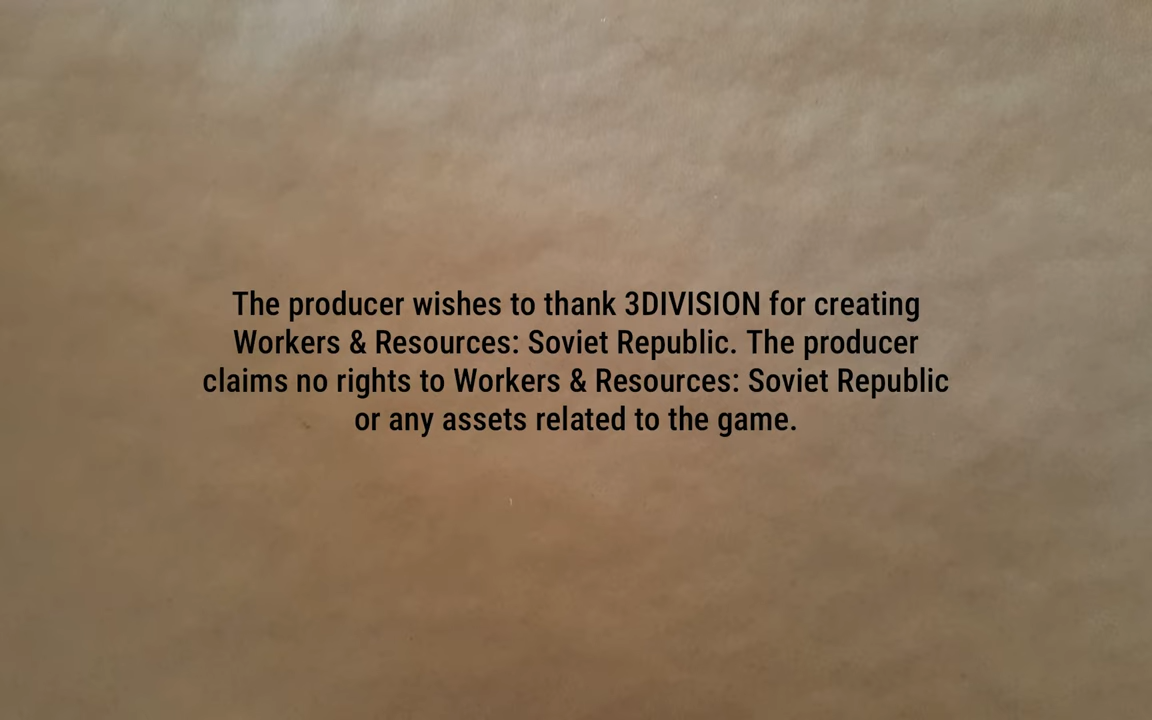 The producer wishes to thank 3DIVISION for creating
Workers & Resources: Soviet Republic. The producer
claims no rights to Workers & Resources: Soviet Republic
or any assets related to the game.